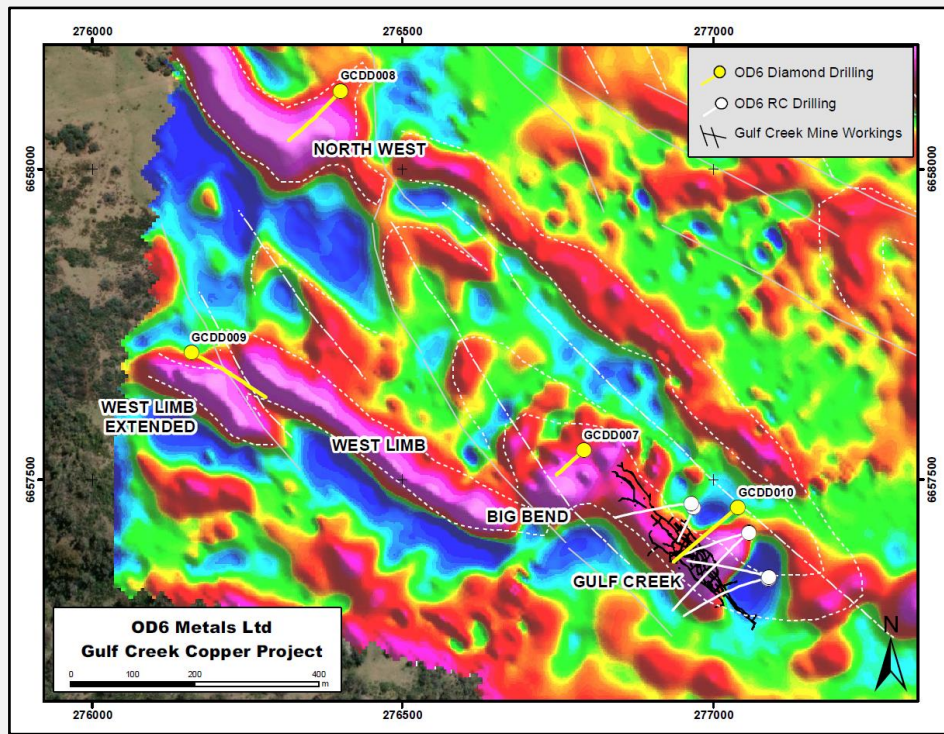 276000
276500
277000
OD6 Diamond Drilling
OD6 RC Drilling
Gulf Creek Mine Workings
GCDD008
NORTH WEST
6658000
6658000
GCDD009
WEST LIMB
EXTENDED
WEST LIMB
GCDD007
6657500
6657500
BIG BEND
GCDD010
GULF CREEK
OD6 Metals Ltd
Gulf Creek Copper Project
0 100 200 400
m
N
276000
276500
277000